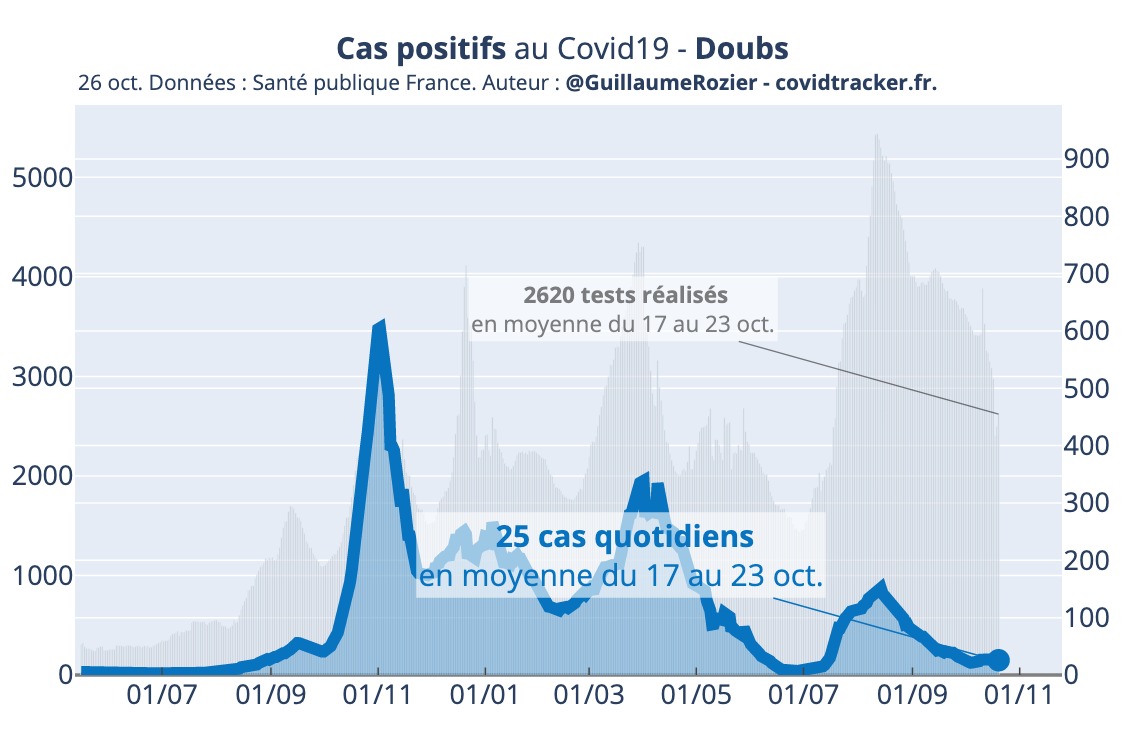 Cas positifs au Covid19 - Doubs
26 oct. Données : Santé publique France. Auteur : @GuillaumeRozier - covidtracker.fr.
900
5000
800
4000
700
2620 tests réalisés
en moyenne du 17 au 23 oct.
600
3000
500
400
2000
300
25 cas quotidiens
en moyenne du 17 au 23 oct.
200
1000
100
0
0
01/07 01/09 01/11 01/01 01/03 01/05 01/07 01/09 01/11